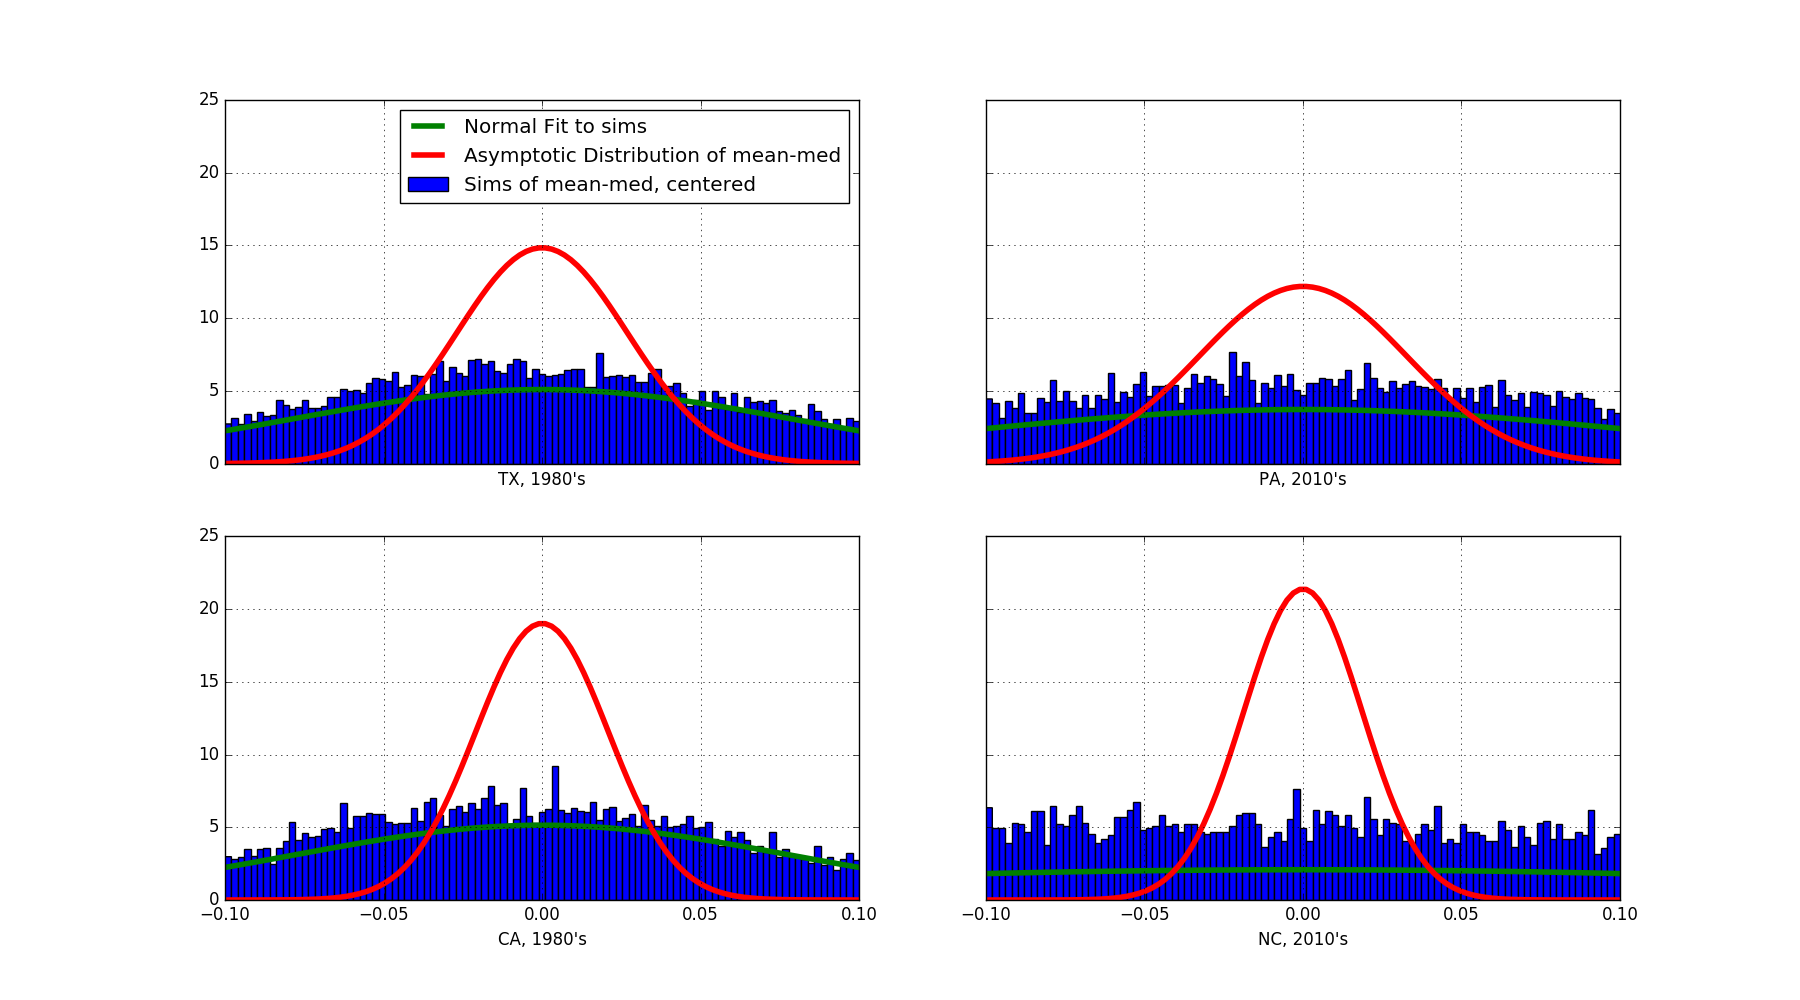 25
20
15
10
5
0
Normal Fit to sims
Asymptotic Distribution of mean-med
Sims of mean-med, centered
TX, 1980's
PA, 2010's
25
20
15
10
5
0
−0.10 −0.05 0.00 0.05 0.10
CA, 1980's
−0.10 −0.05 0.00 0.05 0.10
NC, 2010's